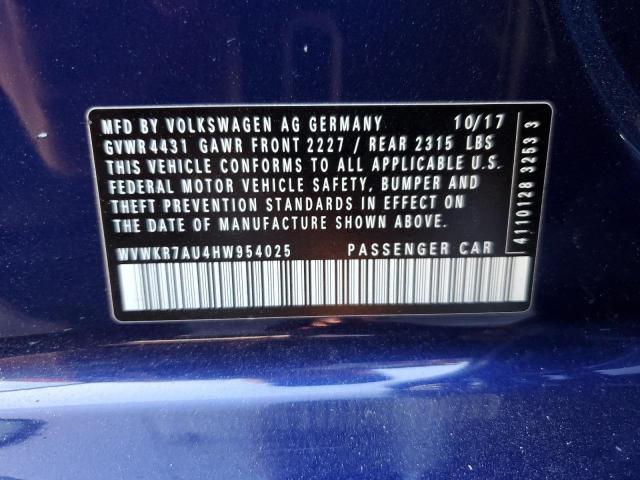 MFD BY VOLKSWAGEN AG GERMANY 10/17
GVWR4431 GAWR FRONT 2227 / REAR 2315 LBS
THIS VEHICLE CONFORMS TO ALL APPLICABLE U.S.
FEDERAL MOTOR VEHICLE SAFETY, BUMPER AND
THEFT PREVENTION STANDARDS IN EFFECT ON
THE DATE OF MANUFACTURE SHOWN ABOVE.
WVWKR7AU4HW954025 PASSENGER CAR
4110128 3253 3